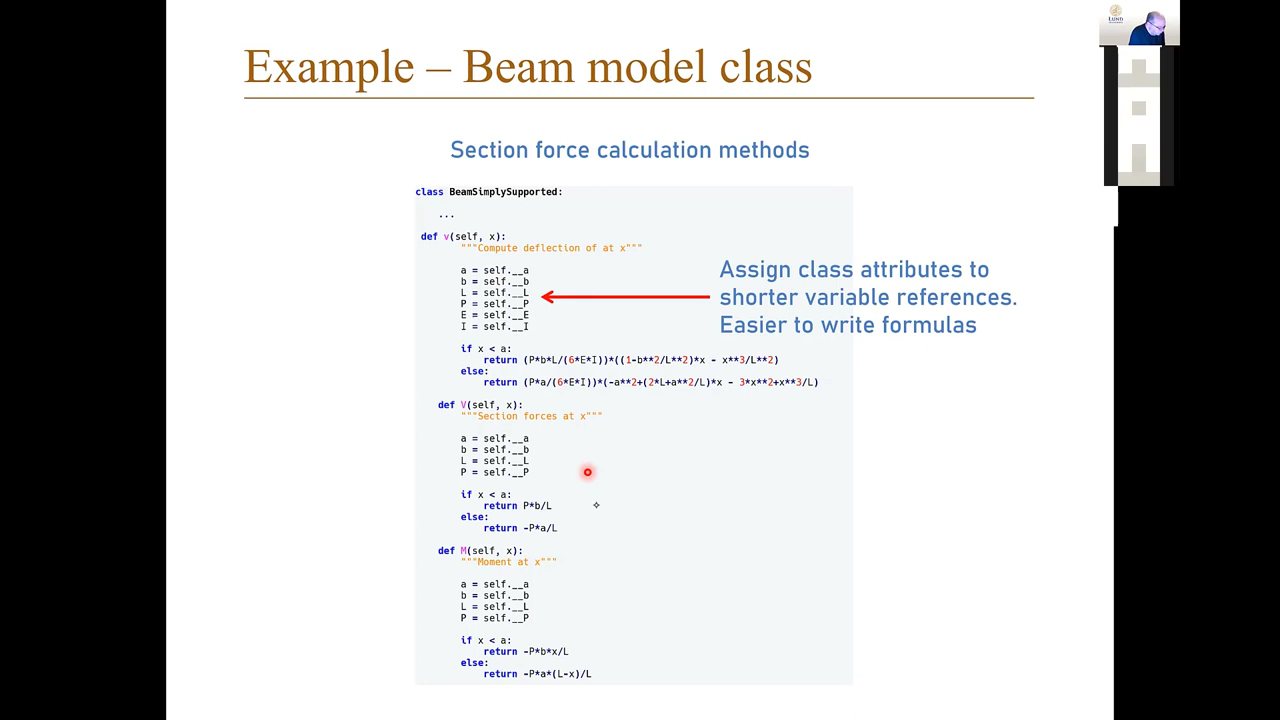 LUND
Example – Beam model class
Section force calculation methods
class BeamSimplySupported:
...
def v(self, x):
"""Compute deflection of at x"""
a = self.__a
b = self.__b
L = self.__L
P = self.__P
E = self.__E
I = self.__I
Assign class attributes to
shorter variable references.
Easier to write formulas
if x < a:
return (P*b*L/(6*E*I))*((1-b**2/L**2)*x - x**3/L**2)
else:
return (P*a/(6*E*I))*(-a**2+(2*L+a**2/L)*x - 3*x**2+x**3/L)
def V(self, x):
"""Section forces at x"""
a = self.__a
b = self.__b
L = self.__L
P = self.__P
if x < a:
return P*b/L
else:
return -P*a/L
def M(self, x):
"""Moment at x"""
a = self.__a
b = self.__b
L = self.__L
P = self.__P
if x < a:
return -P*b*x/L
else:
return -P*a*(L-x)/L